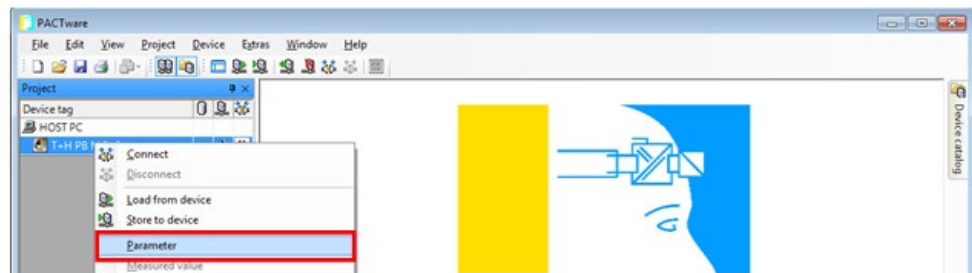 PACTware
File Edit View Project Device Extras Window Help
Project
Device tag
HOST PC
T+H PB
Connect
Disconnect
Load from device
Store to device
Parameter
Measured value
Device catalog